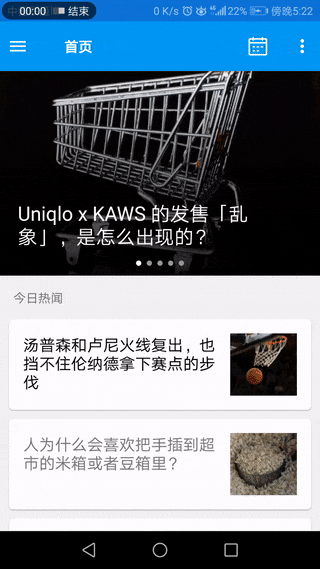 00:00 结束 0 K/s 22% 傍晚5:22
首页
Uniqlo x KAWS 的发售「乱
象」，是怎么出现的？
今日热闻
汤普森和卢尼火线复出，也
挡不住伦纳德拿下赛点的步
伐
人为什么会喜欢把手插到超
市的米箱或者豆箱里？